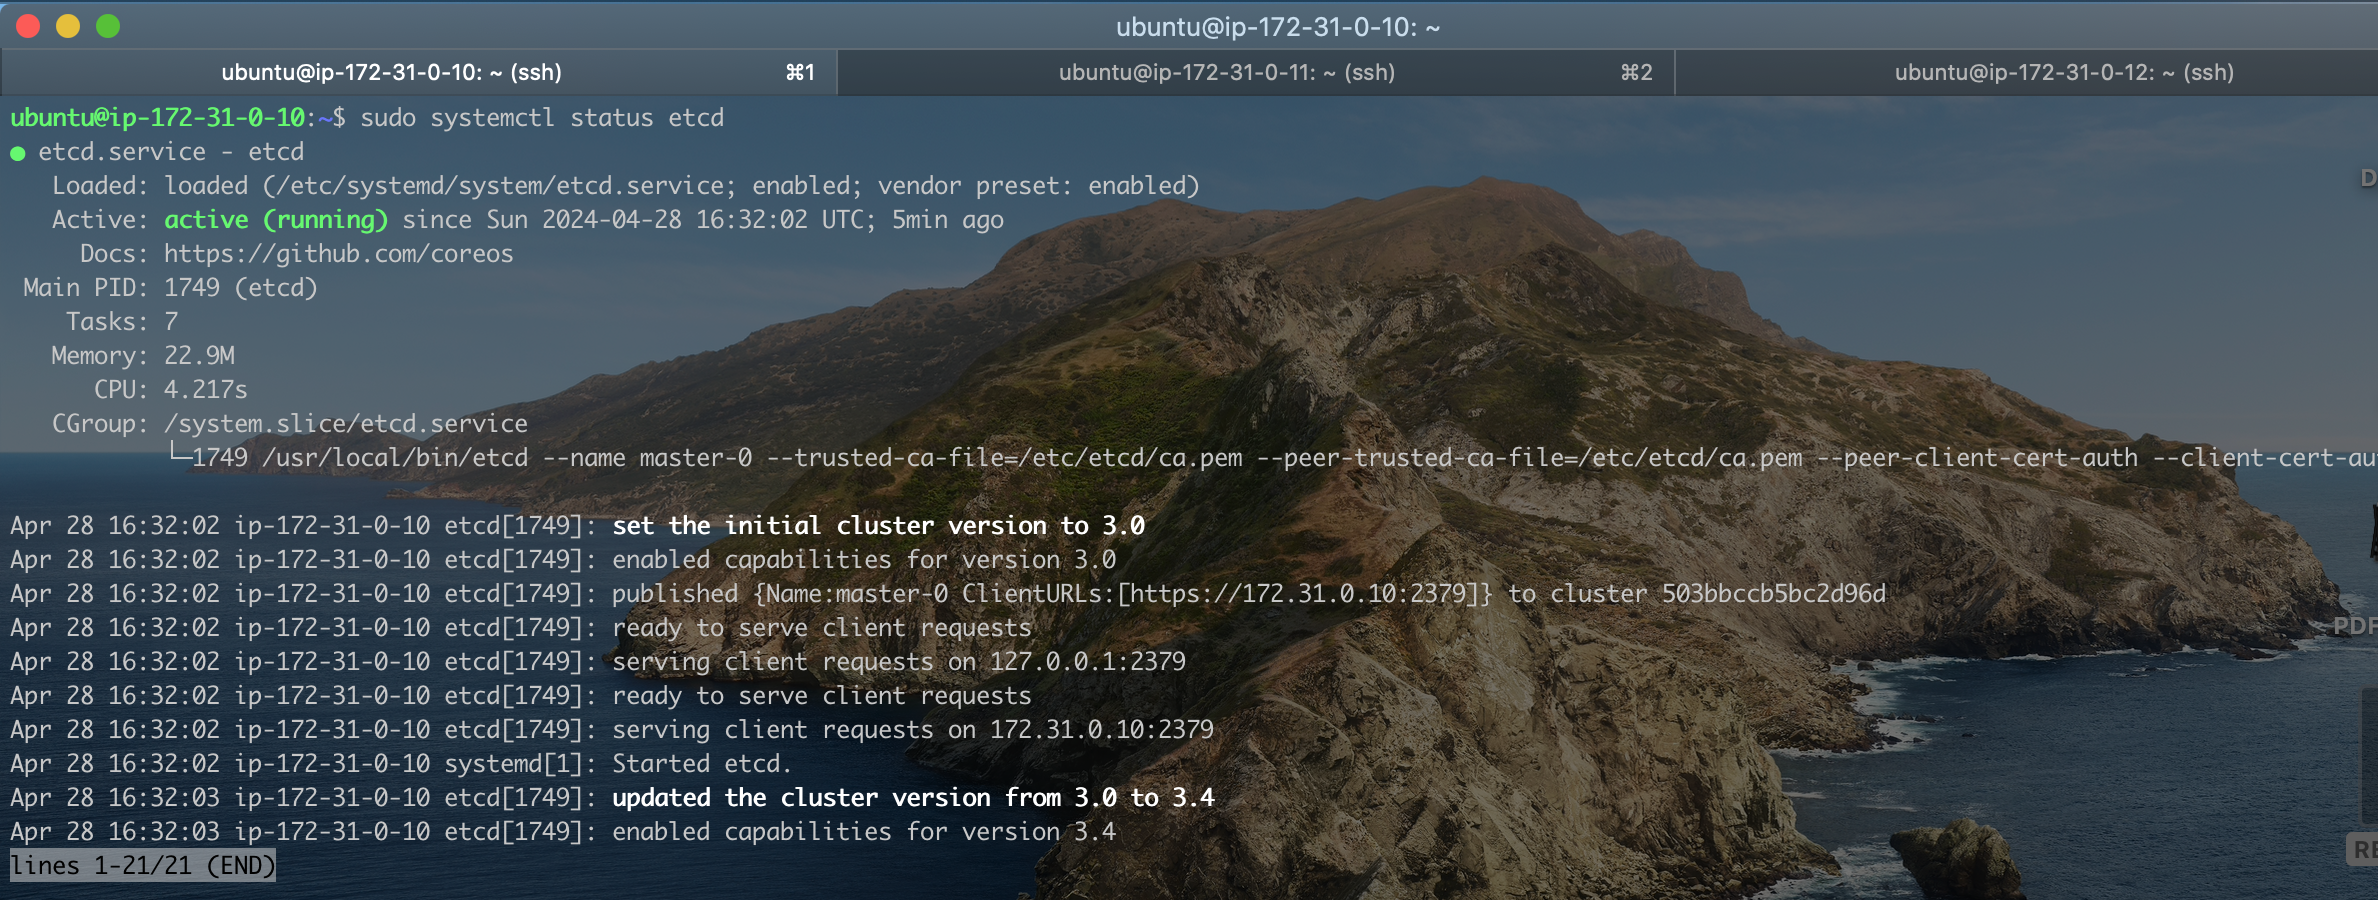 ubuntu@ip-172-31-0-10: ~
ubuntu@ip-172-31-0-10: ~ (ssh) ⌘1 ubuntu@ip-172-31-0-11: ~ (ssh) ⌘2 ubuntu@ip-172-31-0-12: ~ (ssh)
ubuntu@ip-172-31-0-10:~$ sudo systemctl status etcd
● etcd.service - etcd
Loaded: loaded (/etc/systemd/system/etcd.service; enabled; vendor preset: enabled)
Active: active (running) since Sun 2024-04-28 16:32:02 UTC; 5min ago
Docs: https://github.com/coreos
Main PID: 1749 (etcd)
Tasks: 7
Memory: 22.9M
CPU: 4.217s
CGroup: /system.slice/etcd.service
└─1749 /usr/local/bin/etcd --name master-0 --trusted-ca-file=/etc/etcd/ca.pem --peer-trusted-ca-file=/etc/etcd/ca.pem --peer-client-cert-auth --client-cert-au
Apr 28 16:32:02 ip-172-31-0-10 etcd[1749]: set the initial cluster version to 3.0
Apr 28 16:32:02 ip-172-31-0-10 etcd[1749]: enabled capabilities for version 3.0
Apr 28 16:32:02 ip-172-31-0-10 etcd[1749]: published {Name:master-0 ClientURLs:[https://172.31.0.10:2379]} to cluster 503bbccb5bc2d96d
Apr 28 16:32:02 ip-172-31-0-10 etcd[1749]: ready to serve client requests
Apr 28 16:32:02 ip-172-31-0-10 etcd[1749]: serving client requests on 127.0.0.1:2379
Apr 28 16:32:02 ip-172-31-0-10 etcd[1749]: ready to serve client requests
Apr 28 16:32:02 ip-172-31-0-10 etcd[1749]: serving client requests on 172.31.0.10:2379
Apr 28 16:32:02 ip-172-31-0-10 systemd[1]: Started etcd.
Apr 28 16:32:03 ip-172-31-0-10 etcd[1749]: updated the cluster version from 3.0 to 3.4
Apr 28 16:32:03 ip-172-31-0-10 etcd[1749]: enabled capabilities for version 3.4
lines 1-21/21 (END)
PDF